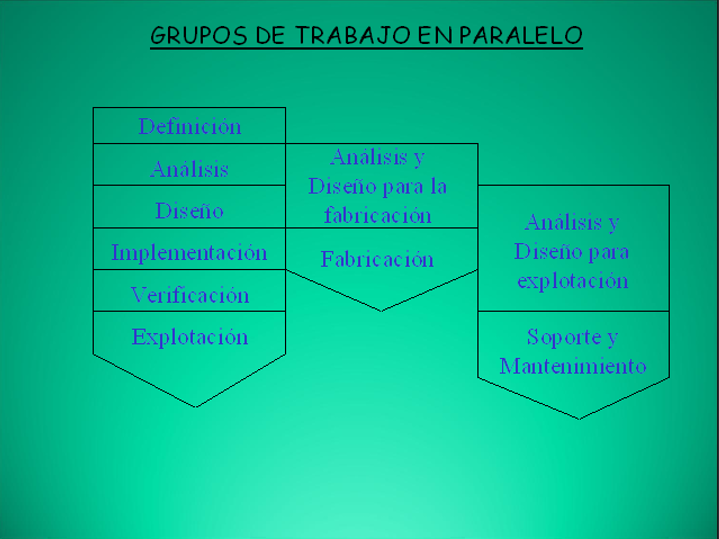 GRUPOS DE TRABAJO EN PARALELO
Definición
Análisis
Diseño
Implementación
Verificación
Explotación
Análisis y
Diseño para la
fabricación
Fabricación
Análisis y
Diseño para
explotación
Soporte y
Mantenimiento